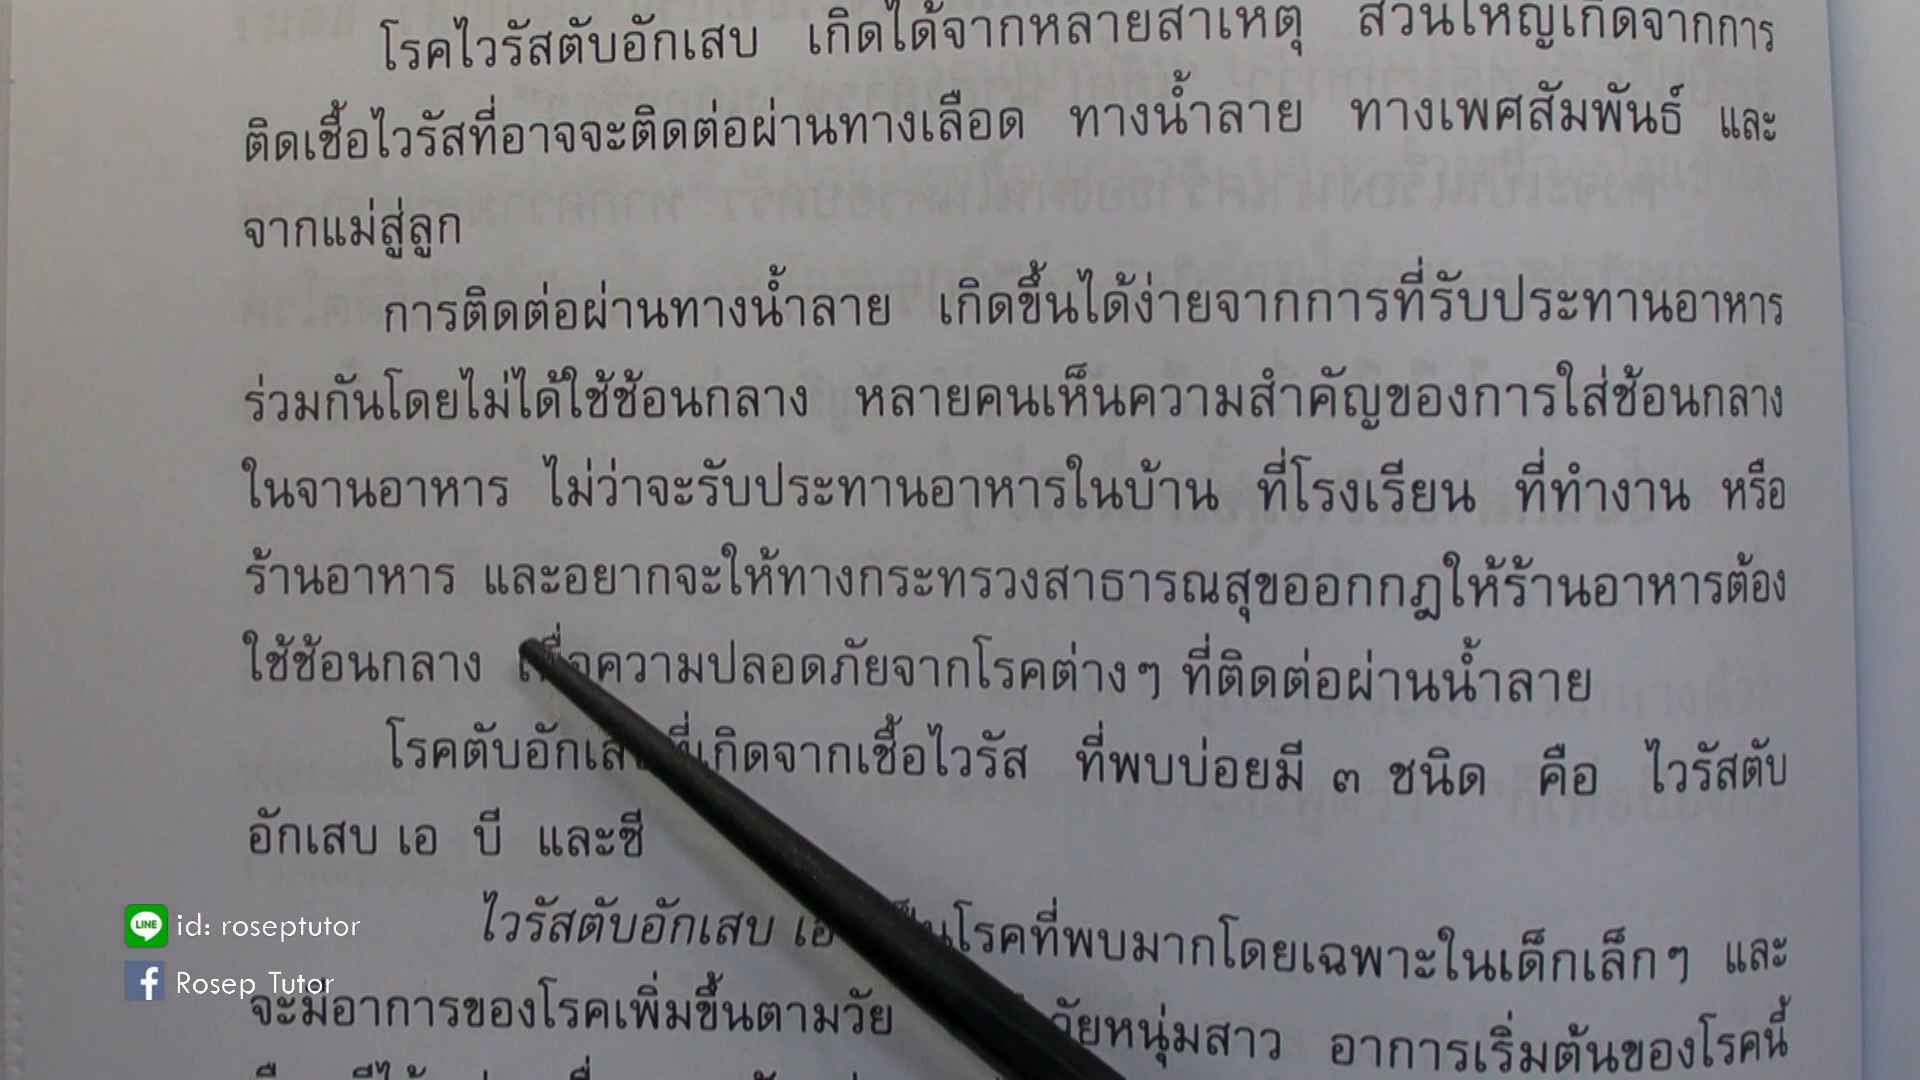 โรคไวรัสตับอักเสบ เกิดได้จากหลายสาเหตุ ส่วนใหญ่เกิดจากการ
ติดเชื้อไวรัสที่อาจจะติดต่อผ่านทางเลือด ทางน้ำลาย ทางเพศสัมพันธ์ และ
จากแม่สู่ลูก
การติดต่อผ่านทางน้ำลาย เกิดขึ้นได้ง่ายจากการที่รับประทานอาหาร
ร่วมกันโดยไม่ได้ใช้ช้อนกลาง หลายคนเห็นความสำคัญของการใส่ช้อนกลาง
ในจานอาหาร ไม่ว่าจะรับประทานอาหารในบ้าน ที่โรงเรียน ที่ทำงาน หรือ
ร้านอาหาร และอยากจะให้ทางกระทรวงสาธารณสุขออกกฎให้ร้านอาหารต้อง
ใช้ช้อนกลาง เพื่อความปลอดภัยจากโรคต่างๆ ที่ติดต่อผ่านน้ำลาย
โรคตับอักเสบที่เกิดจากเชื้อไวรัส ที่พบบ่อยมี ๓ ชนิด คือ ไวรัสตับ
อักเสบ เอ บี และซี
ไวรัสตับอักเสบ เอ เป็นโรคที่พบมากโดยเฉพาะในเด็กเล็กๆ และ
จะมีอาการของโรคเพิ่มขึ้นตามวัย วัยหนุ่มสาว อาการเริ่มต้นของโรคนี้
LINE id: roseptutor
f Rosep Tutor